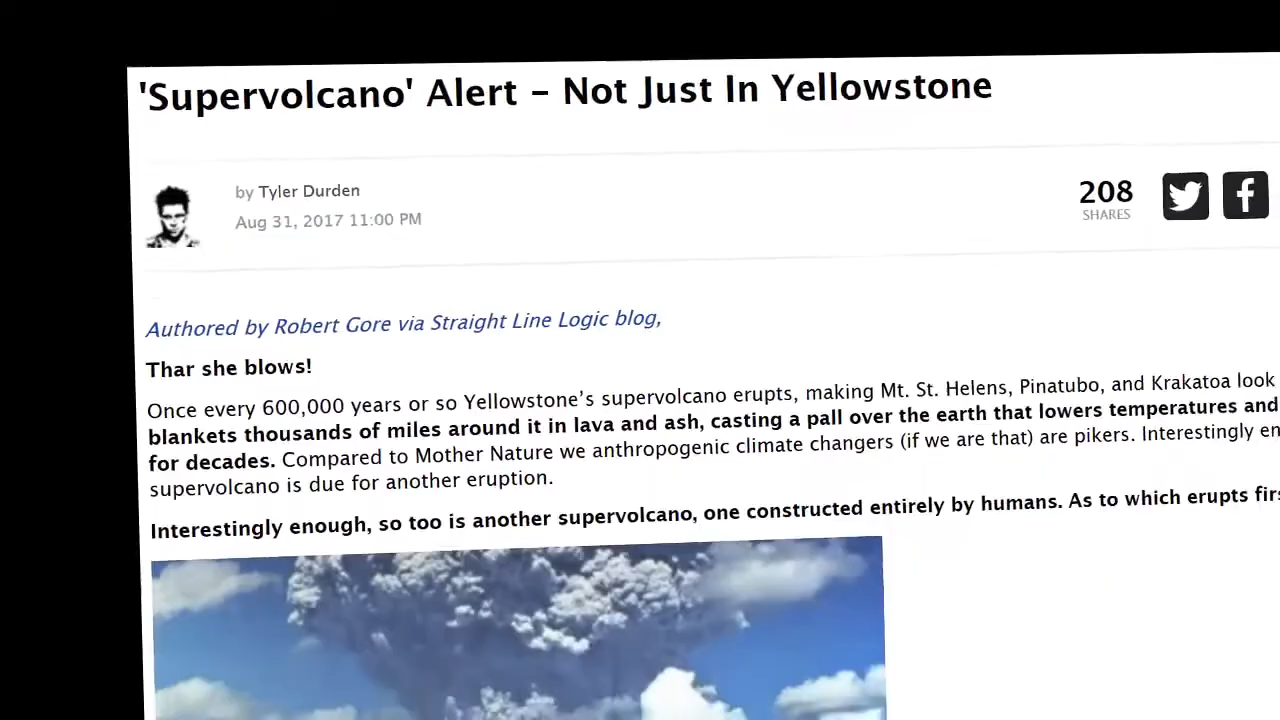 'Supervolcano' Alert – Not Just In Yellowstone
by Tyler Durden
Aug 31, 2017 11:00 PM
208
SHARES
Authored by Robert Gore via Straight Line Logic blog,
Thar she blows!
Once every 600,000 years or so Yellowstone's supervolcano erupts, making Mt. St. Helens, Pinatubo, and Krakatoa look
blankets thousands of miles around it in lava and ash, casting a pall over the earth that lowers temperatures and
for decades. Compared to Mother Nature we anthropogenic climate changers (if we are that) are pikers. Interestingly en
supervolcano is due for another eruption.
Interestingly enough, so too is another supervolcano, one constructed entirely by humans. As to which erupts firs